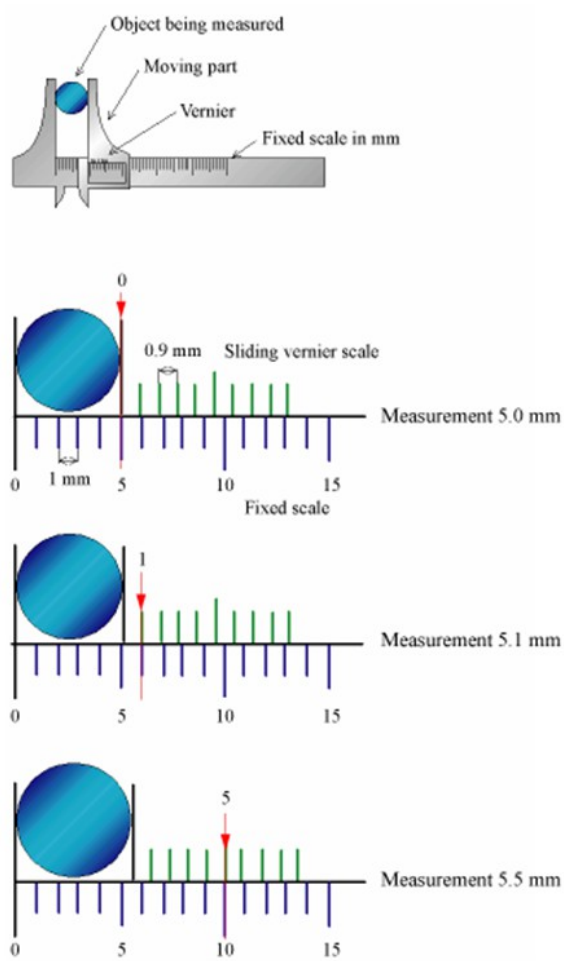 Object being measured
Moving part
Vernier
Fixed scale in mm
0
0.9 mm
Sliding vernier scale
Measurement 5.0 mm
1 mm
0 5 10 15
Fixed scale
1
Measurement 5.1 mm
0 5 10 15
5
Measurement 5.5 mm
0 5 10 15